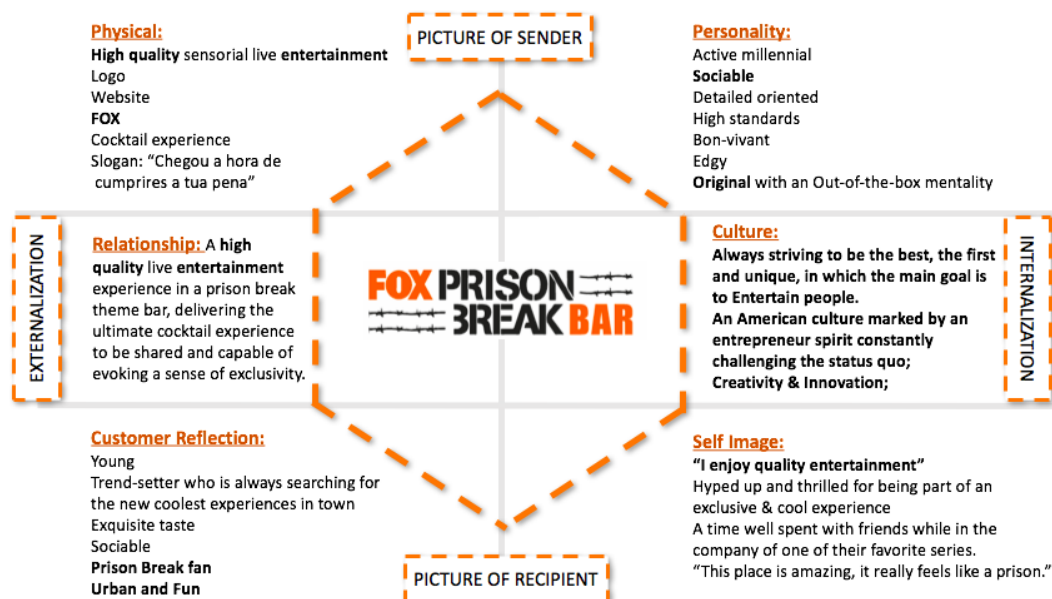 PICTURE OF SENDER
Physical:
High quality sensorial live entertainment
Logo
Website
FOX
Cocktail experience
Slogan: “Chegou a hora de
cumprires a tua pena”
Personality:
Active millennial
Sociable
Detailed oriented
High standards
Bon-vivant
Edgy
Original with an Out-of-the-box mentality
EXTERNALIZATION
Relationship: A high
quality live entertainment
experience in a prison break
theme bar, delivering the
ultimate cocktail experience
to be shared and capable of
evoking a sense of exclusivity.
FOX PRISON
BREAK BAR
Culture:
Always striving to be the best, the first
and unique, in which the main goal is
to Entertain people.
An American culture marked by an
entrepreneur spirit constantly
challenging the status quo;
Creativity & Innovation;
INTERNALIZATION
Customer Reflection:
Young
Trend-setter who is always searching for
the new coolest experiences in town
Exquisite taste
Sociable
Prison Break fan
Urban and Fun
Self Image:
“I enjoy quality entertainment”
Hyped up and thrilled for being part of an
exclusive & cool experience
A time well spent with friends while in the
company of one of their favorite series.
“This place is amazing, it really feels like a prison.”
PICTURE OF RECIPIENT